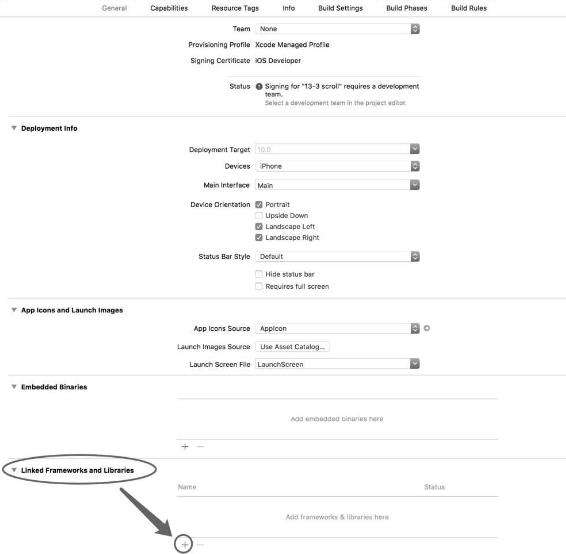 General Capabilities Resource Tags Info Build Settings Build Phases Build Rules
Team None
Provisioning Profile Xcode Managed Profile
Signing Certificate iOS Developer
Status Signing for "13-3 scroll" requires a development
team.
Select a development team in the project editor.
Deployment Info
Deployment Target 10.0
Devices iPhone
Main Interface Main
Device Orientation Portrait
Upside Down
Landscape Left
Landscape Right
Status Bar Style Default
Hide status bar
Requires full screen
App Icons and Launch Images
App Icons Source AppIcon
Launch Images Source Use Asset Catalog...
Launch Screen File LaunchScreen
Embedded Binaries
Add embedded binaries here
+ —
Linked Frameworks and Libraries
Name Status
Add frameworks & libraries here
+ —